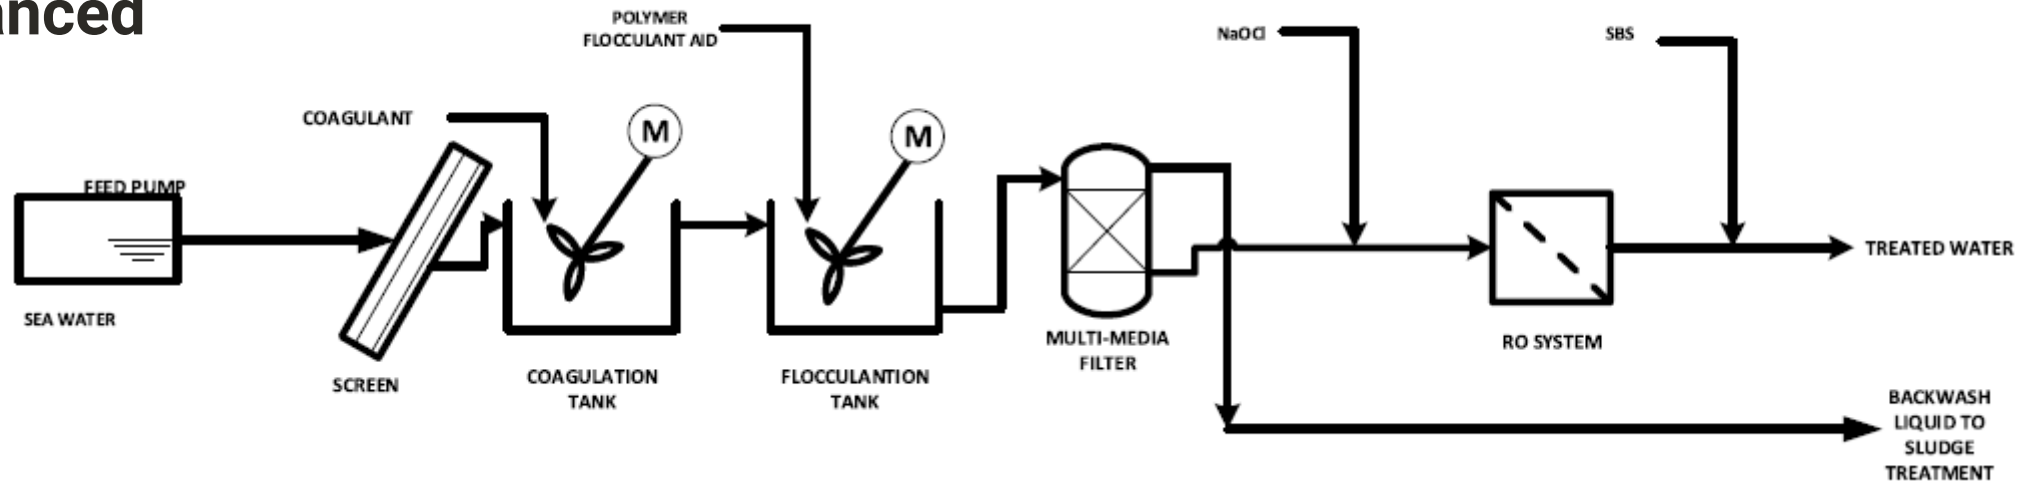 anced
POLYMER
FLOCCULANT AID
NaOCl
SBS
COAGULANT
M
M
FEED PUMP
SEA WATER
SCREEN
COAGULATION
TANK
FLOCCULANTION
TANK
MULTI-MEDIA
FILTER
RO SYSTEM
TREATED WATER
BACKWASH
LIQUID TO
SLUDGE
TREATMENT